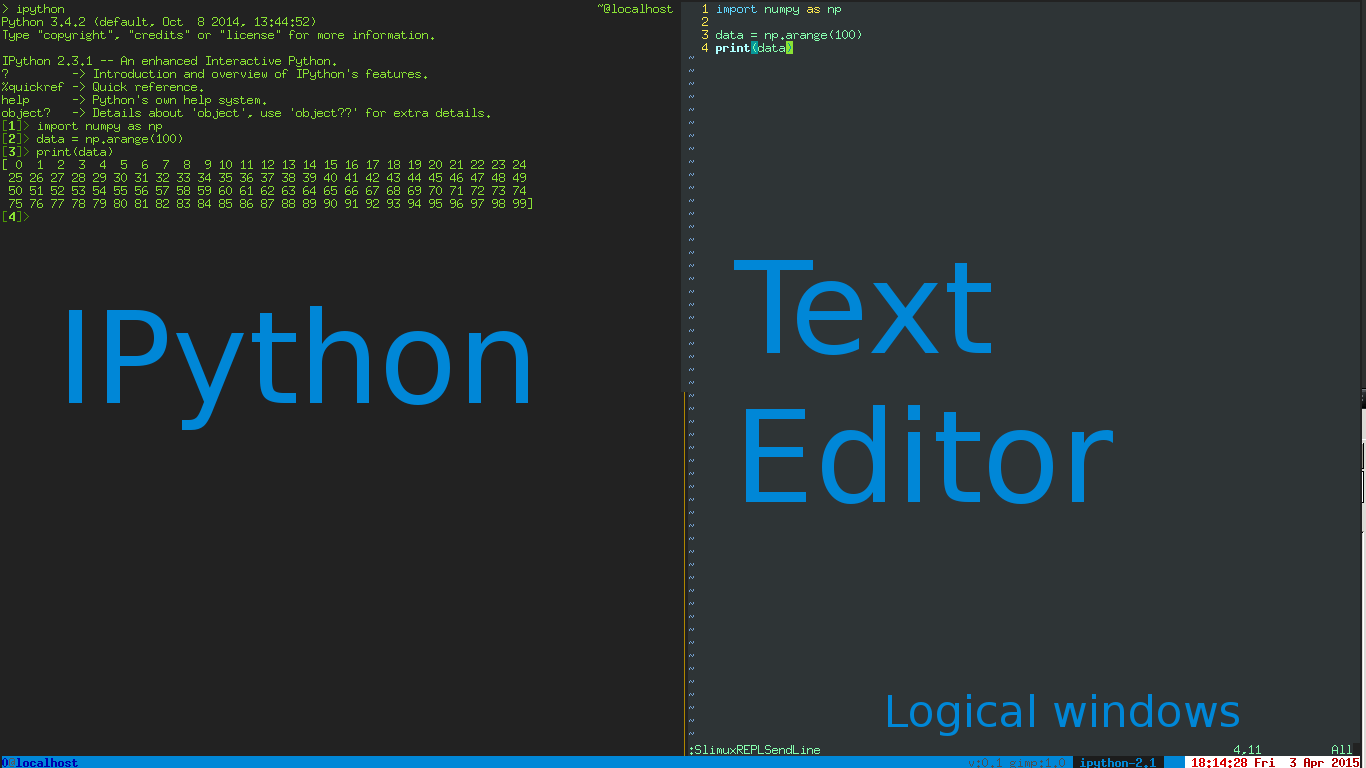 > ipython ~@localhost
Python 3.4.2 (default, Oct  8 2014, 13:44:52)
Type "copyright", "credits" or "license" for more information.
IPython 2.3.1 -- An enhanced Interactive Python.
?         -> Introduction and overview of IPython's features.
%quickref -> Quick reference.
help      -> Python's own help system.
object?   -> Details about 'object', use 'object??' for extra details.
[1]> import numpy as np
[2]> data = np.arange(100)
[3]> print(data)
[ 0  1  2  3  4  5  6  7  8  9 10 11 12 13 14 15 16 17 18 19 20 21 22 23 24
 25 26 27 28 29 30 31 32 33 34 35 36 37 38 39 40 41 42 43 44 45 46 47 48 49
 50 51 52 53 54 55 56 57 58 59 60 61 62 63 64 65 66 67 68 69 70 71 72 73 74
 75 76 77 78 79 80 81 82 83 84 85 86 87 88 89 90 91 92 93 94 95 96 97 98 99]
[4]>
IPython
1 import numpy as np
2
3 data = np.arange(100)
4 print(data)
Text
Editor
Logical windows
:SlimuxREPLSendLine 4,11 All
0 localhost v:0.1 gimp:1.0 ipython-2.1 18:14:28 Fri  3 Apr 2015